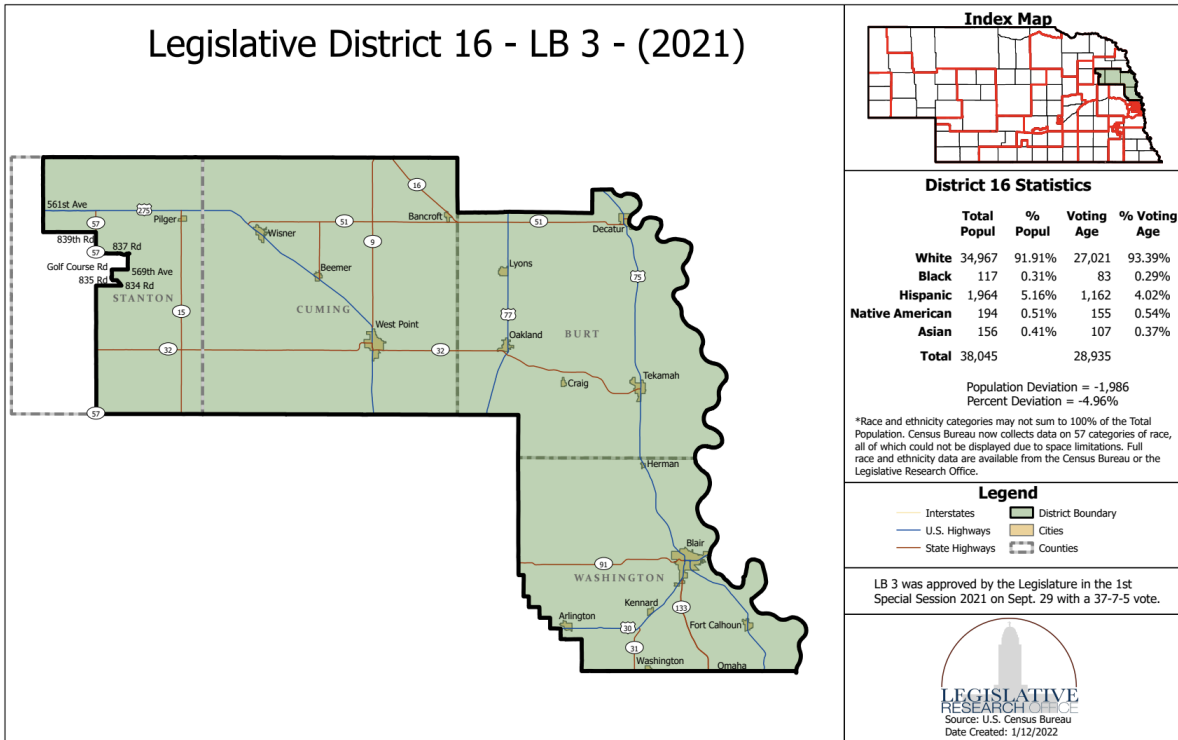 Legislative District 16 - LB 3 - (2021)
561st Ave
275
57
Pilger
839th Rd
57
837 Rd
Golf Course Rd
569th Ave
835 Rd
834 Rd
STANTON
15
32
57
16
Bancroft
51
51
Wisner
9
Beemer
CUMING
West Point
32
Decatur
Lyons
75
77
BURT
Oakland
Craig
Tekamah
Herman
Blair
91
WASHINGTON
Kennard
133
Arlington
30
Fort Calhoun
31
Washington
Omaha
Index Map
District 16 Statistics
Total Popul % Popul Voting Age % Voting Age
White 34,967 91.91% 27,021 93.39%
Black 117 0.31% 83 0.29%
Hispanic 1,964 5.16% 1,162 4.02%
Native American 194 0.51% 155 0.54%
Asian 156 0.41% 107 0.37%
Total 38,045 28,935
Population Deviation = -1,986
Percent Deviation = -4.96%
*Race and ethnicity categories may not sum to 100% of the Total
Population. Census Bureau now collects data on 57 categories of race,
all of which could not be displayed due to space limitations. Full
race and ethnicity data are available from the Census Bureau or the
Legislative Research Office.
Legend
Interstates
U.S. Highways
State Highways
District Boundary
Cities
Counties
LB 3 was approved by the Legislature in the 1st
Special Session 2021 on Sept. 29 with a 37-7-5 vote.
LEGISLATIVE
RESEARCH OFFICE
Source: U.S. Census Bureau
Date Created: 1/12/2022